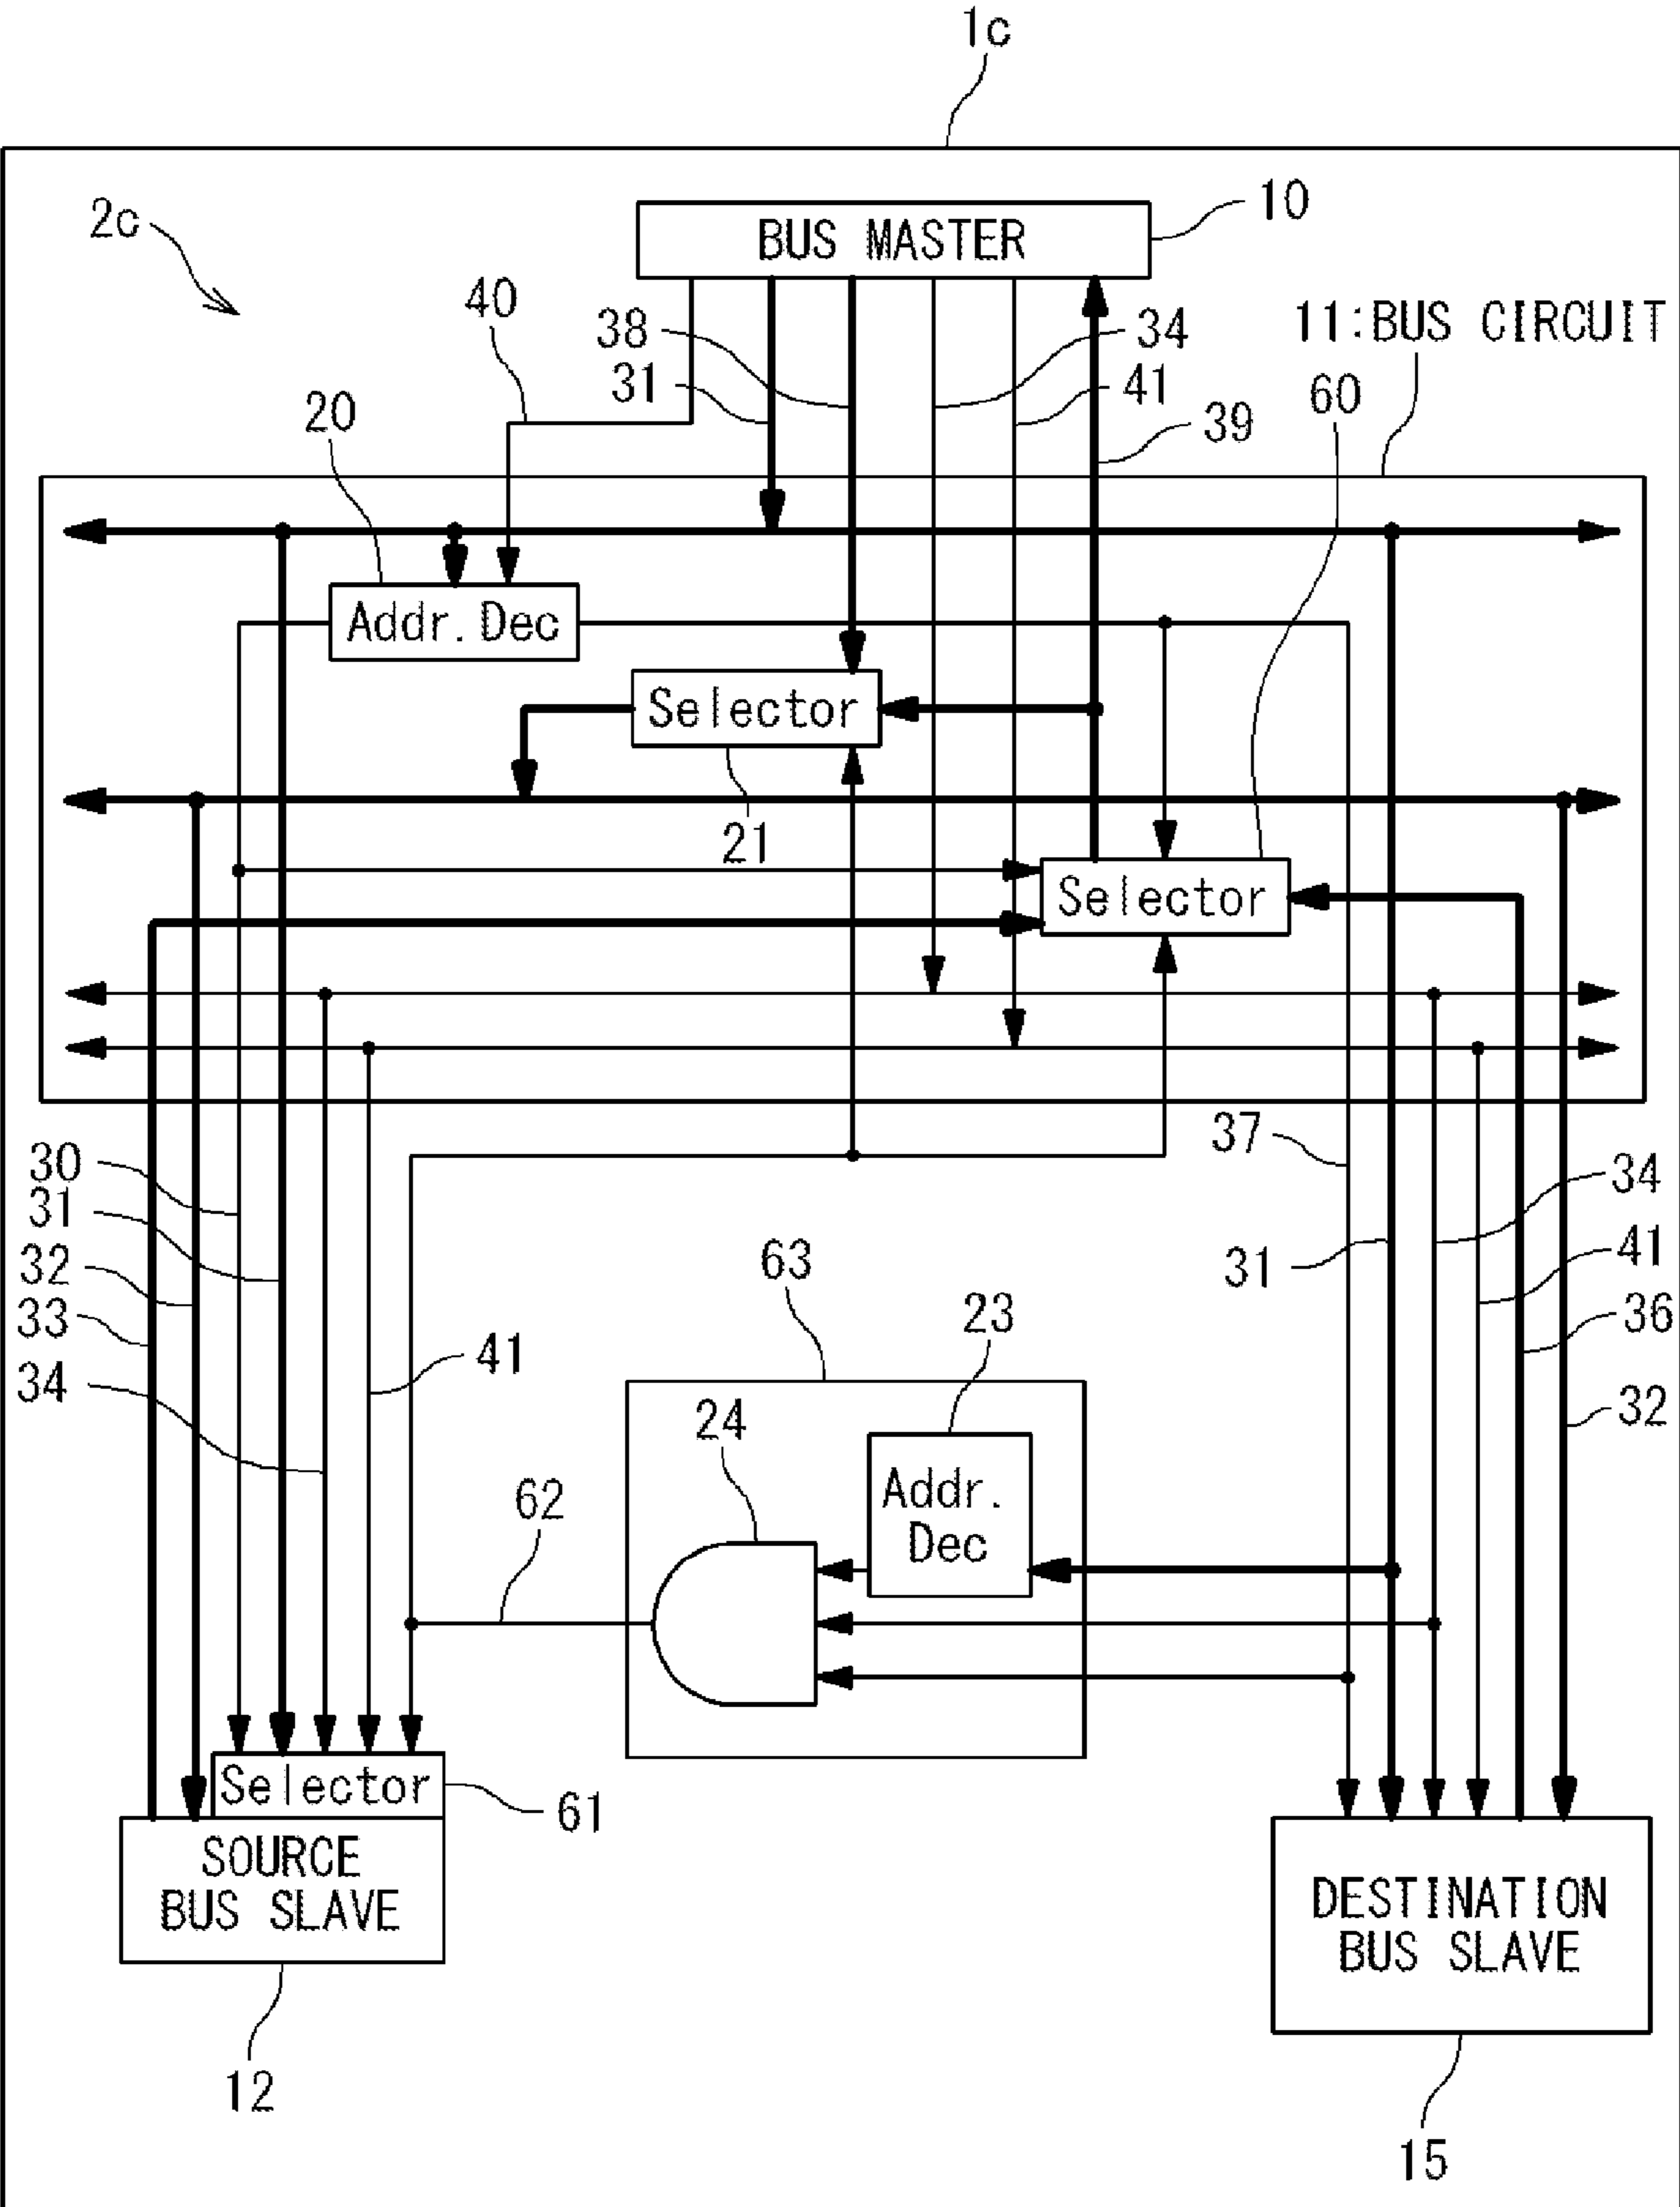 1c
2c
BUS MASTER
10
40
38
34
11:BUS CIRCUIT
31
41
60
20
39
Addr.Dec
Selector
21
Selector
37
30
34
31
63
31
41
32
23
36
33
41
34
24
32
Addr.
Dec
62
Selector
61
SOURCE
BUS SLAVE
DESTINATION
BUS SLAVE
12
15